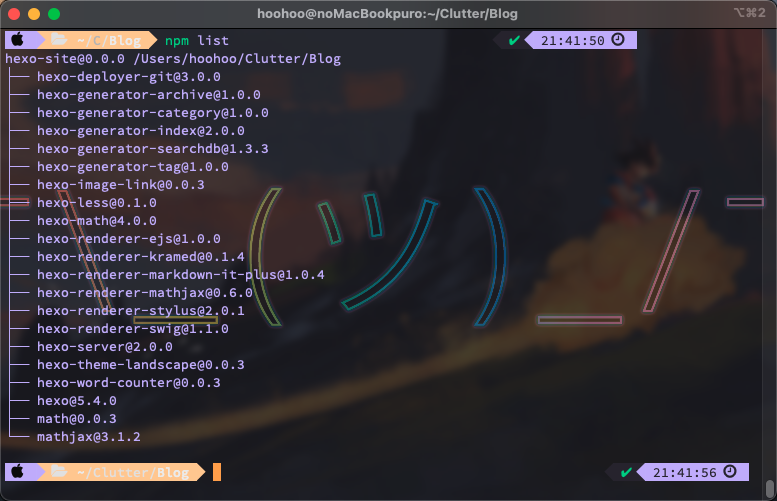 hoohoo@noMacBookpuro:~/Clutter/Blog
⌥⌘2
~/C/Blog npm list ✔ 21:41:50
hexo-site@0.0.0 /Users/hoohoo/Clutter/Blog
├── hexo-deployer-git@3.0.0
├── hexo-generator-archive@1.0.0
├── hexo-generator-category@1.0.0
├── hexo-generator-index@2.0.0
├── hexo-generator-searchdb@1.3.3
├── hexo-generator-tag@1.0.0
├── hexo-image-link@0.0.3
├── hexo-less@0.1.0
├── hexo-math@4.0.0
├── hexo-renderer-ejs@1.0.0
├── hexo-renderer-kramed@0.1.4
├── hexo-renderer-markdown-it-plus@1.0.4
├── hexo-renderer-mathjax@0.6.0
├── hexo-renderer-stylus@2.0.1
├── hexo-renderer-swig@1.1.0
├── hexo-server@2.0.0
├── hexo-theme-landscape@0.0.3
├── hexo-word-counter@0.0.3
├── hexo@5.4.0
├── math@0.0.3
└── mathjax@3.1.2
~/Clutter/Blog ✔ 21:41:56
¯\_(ツ)_/¯